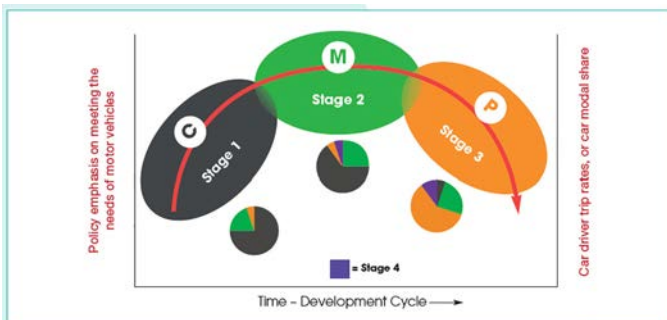 Policy emphasis on meeting the
needs of motor vehicles
C
Stage 1
M
Stage 2
P
Stage 3
= Stage 4
Time – Development Cycle
Car driver trip rates, or car modal share